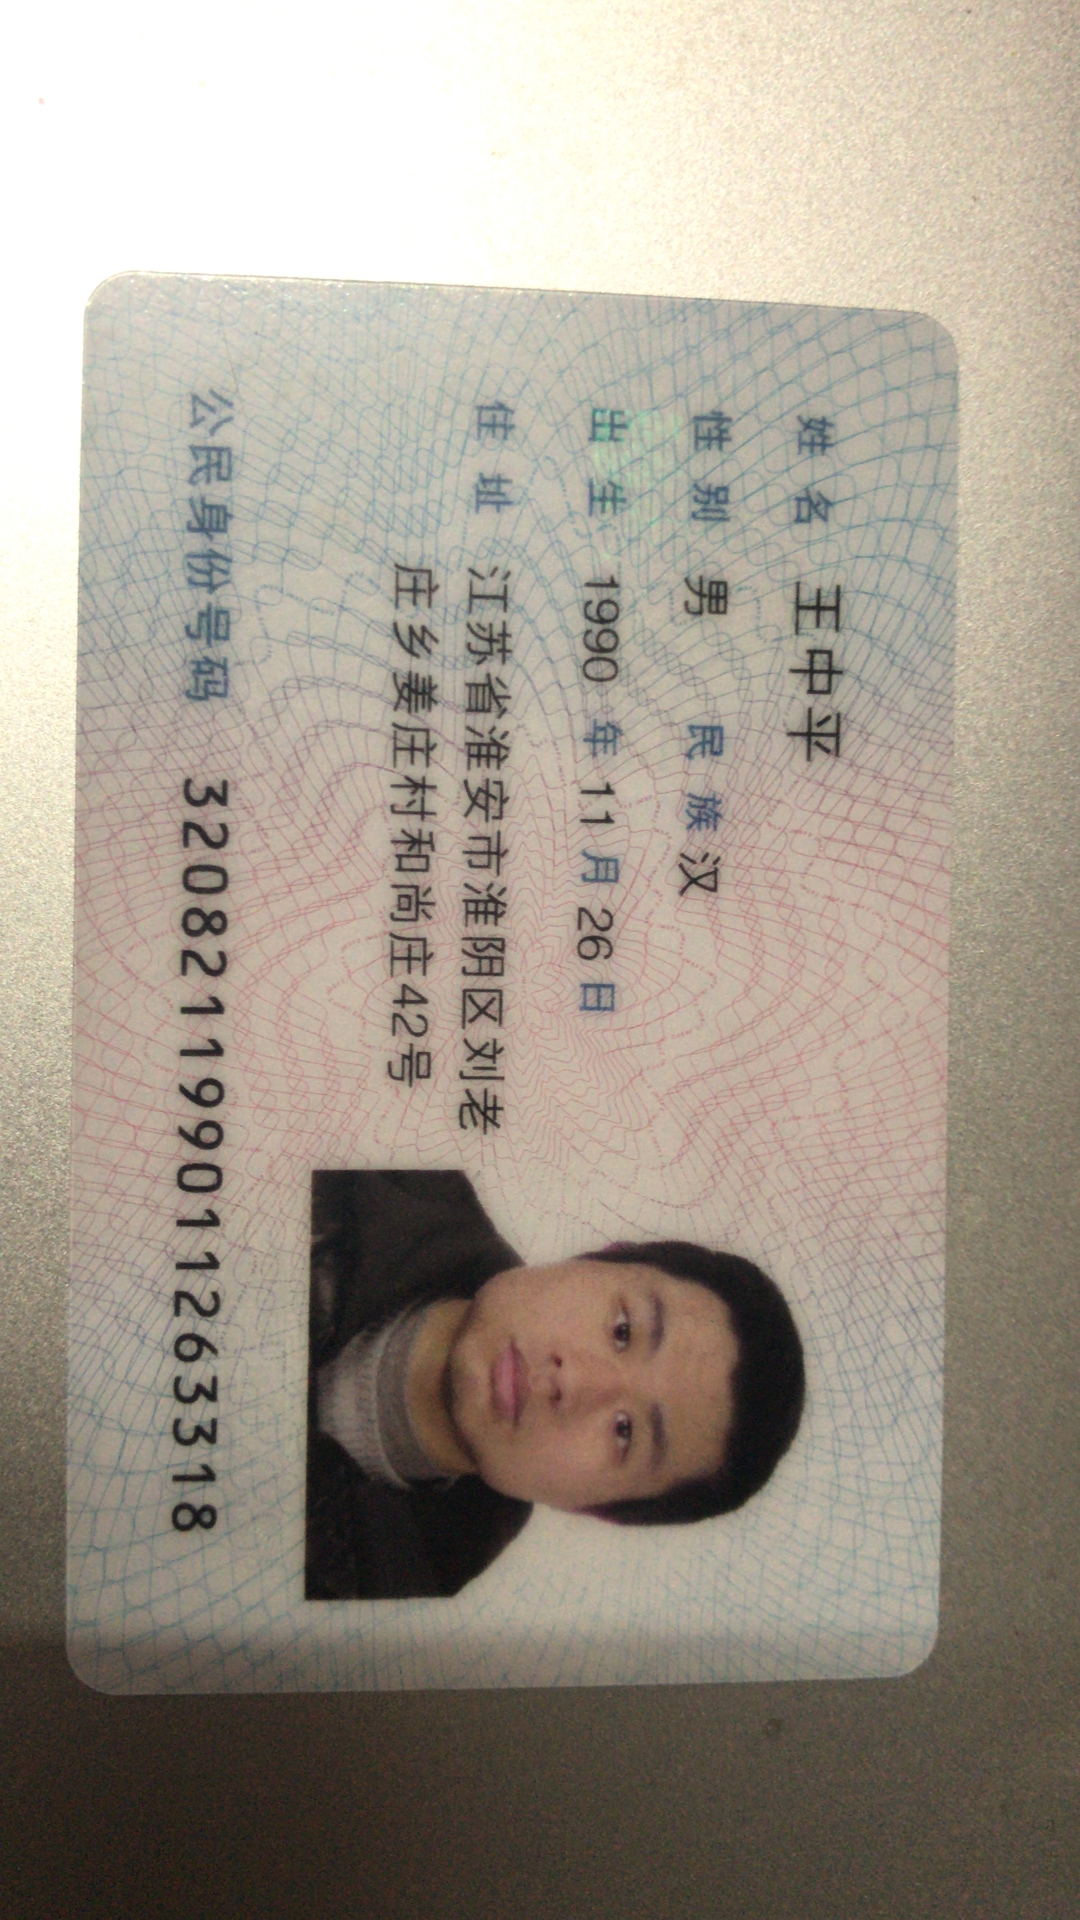 姓名 王中平
性别 男 民族 汉
出生 1990 年 11 月 26 日
住址 江苏省淮安市淮阴区刘老
庄乡姜庄村和尚庄42号
公民身份号码 320821199011263318